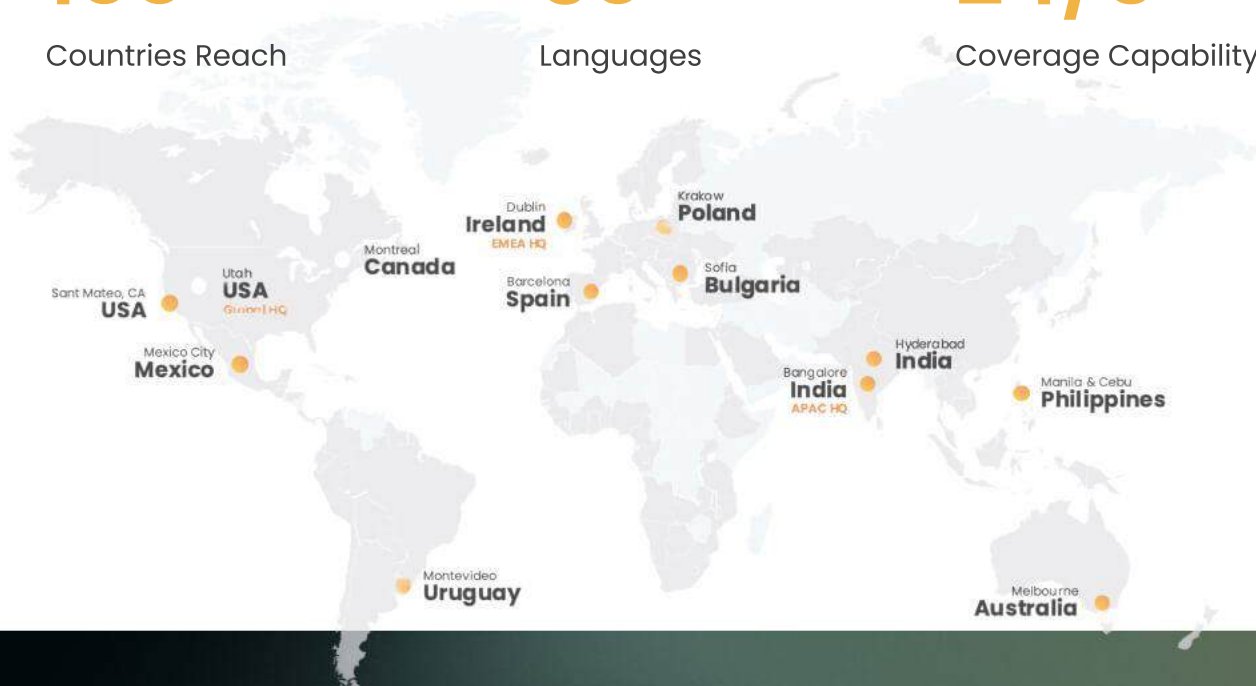 Countries Reach
Languages
Coverage Capability
Krakow
Poland
Dublin
Ireland
EMEA HQ
Montreal
Canada
Sofia
Bulgaria
Utah
USA
HQ
Barcelona
Spain
Sant Mateo, CA
USA
Hyderabad
India
Mexico City
Mexico
Bangalore
India
APAC HQ
Manila & Cebu
Philippines
Montevideo
Uruguay
Melbourne
Australia